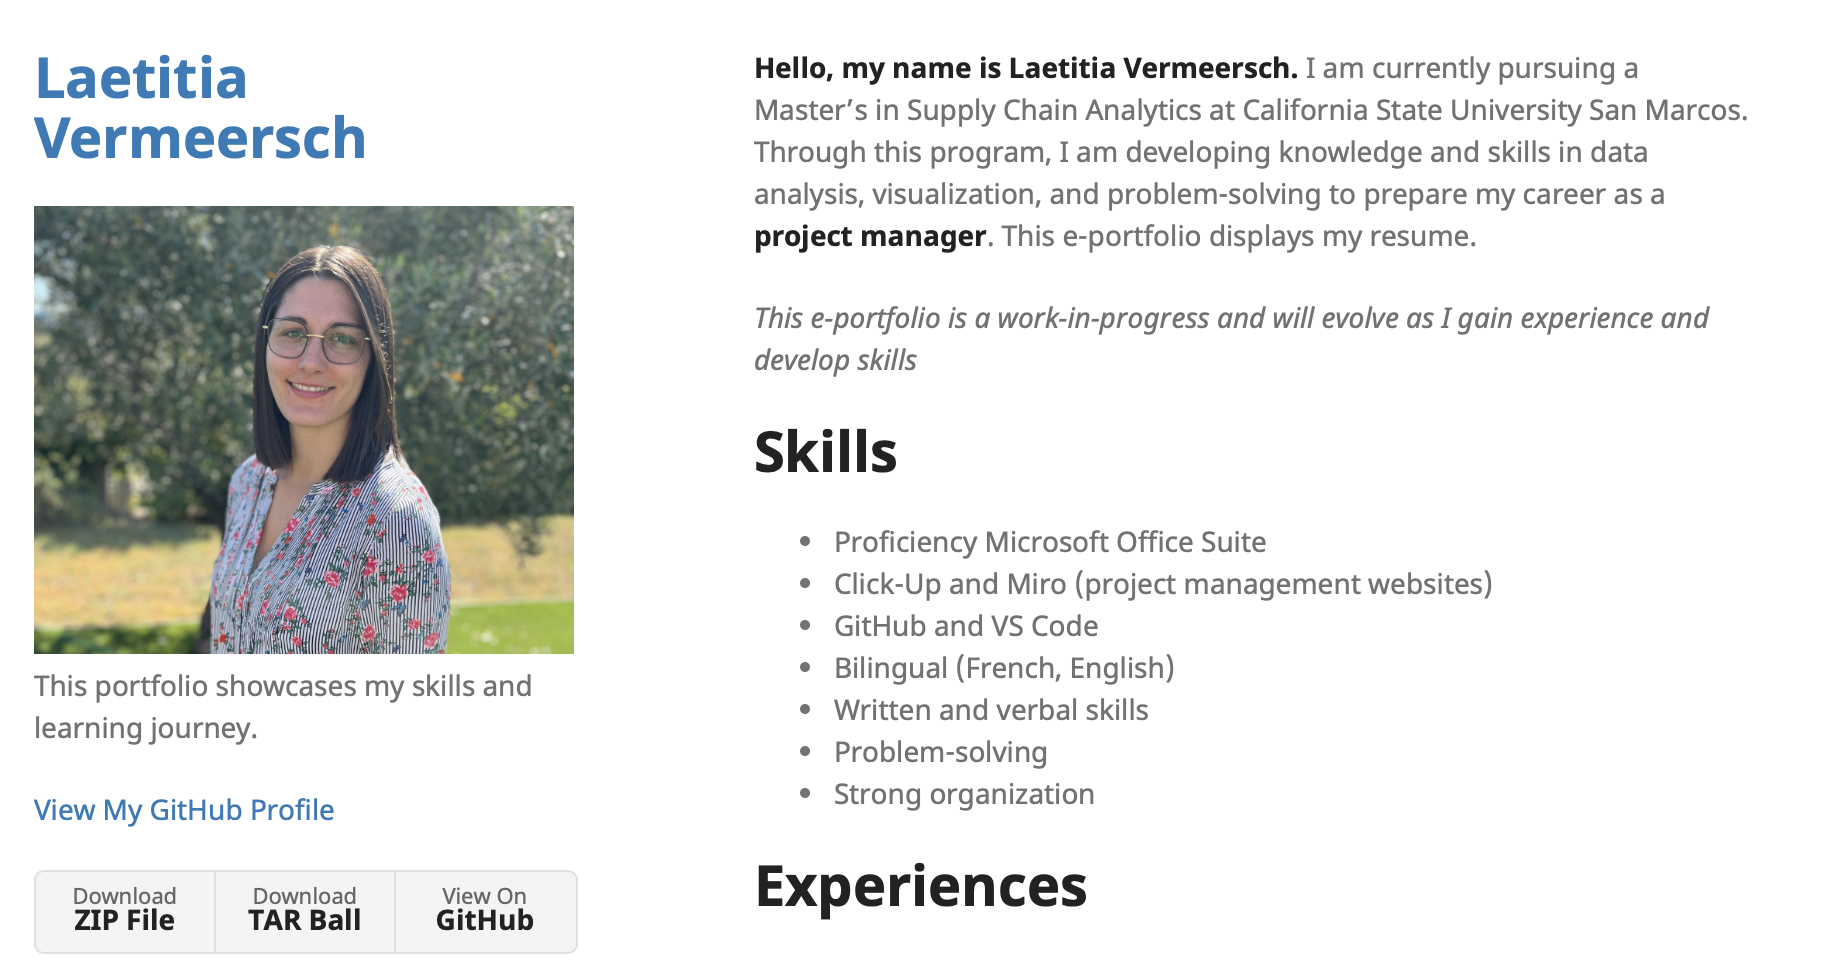 Laetitia
Vermeersch
This portfolio showcases my skills and
learning journey.
View My GitHub Profile
Download
ZIP File
Download
TAR Ball
View On
GitHub
Hello, my name is Laetitia Vermeersch. I am currently pursuing a
Master’s in Supply Chain Analytics at California State University San Marcos.
Through this program, I am developing knowledge and skills in data
analysis, visualization, and problem-solving to prepare my career as a
project manager. This e-portfolio displays my resume.
This e-portfolio is a work-in-progress and will evolve as I gain experience and
develop skills
Skills
• Proficiency Microsoft Office Suite
• Click-Up and Miro (project management websites)
• GitHub and VS Code
• Bilingual (French, English)
• Written and verbal skills
• Problem-solving
• Strong organization
Experiences